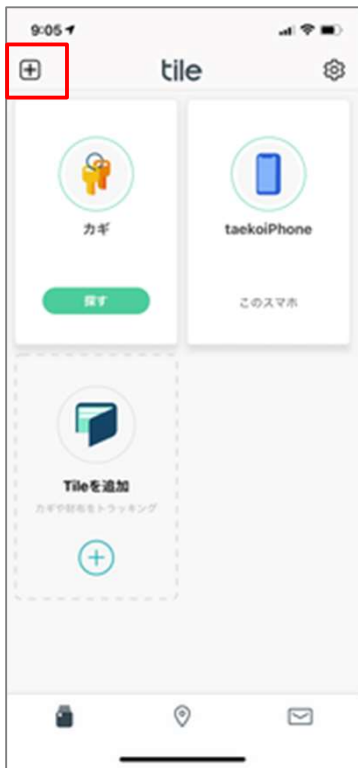 9:05
tile
カギ
taekoiPhone
探す
このスマホ
Tileを追加
カギや財布をトラッキング